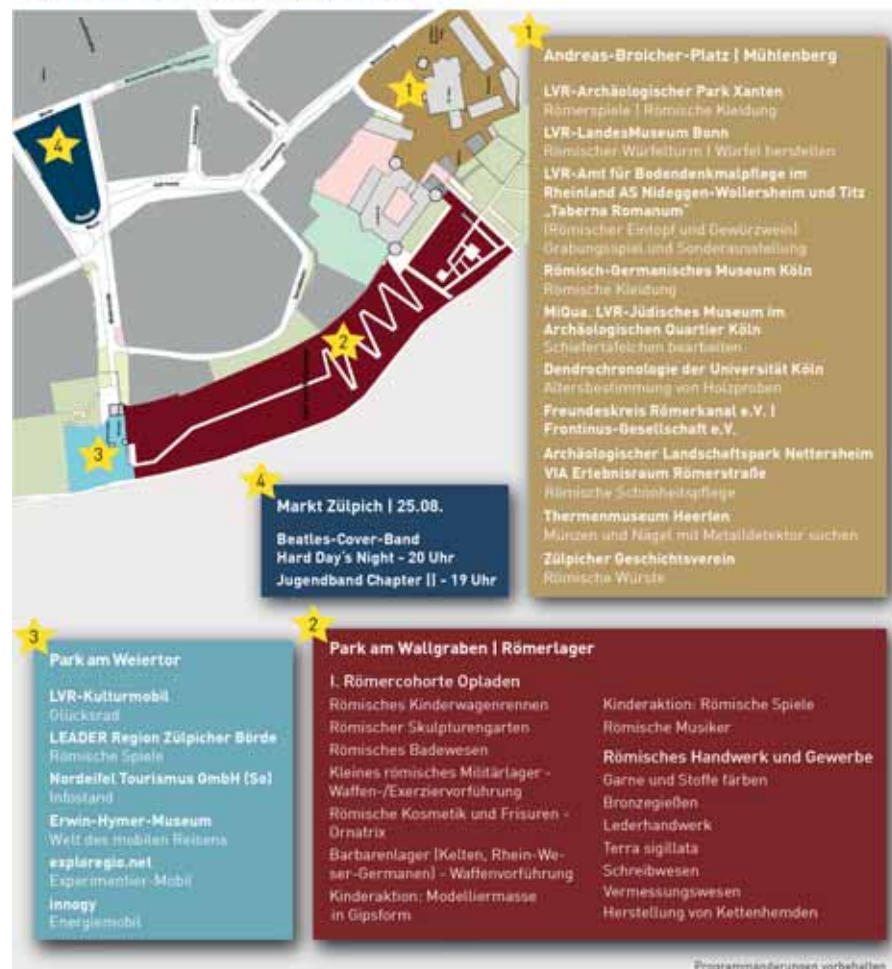 1
Andreas-Broicher-Platz | Mühlenberg
LVR-Archäologischer Park Xanten
Römerspiele | Römische Kleidung
LVR-LandesMuseum Bonn
Römischer Würfelturm | Würfel herstellen
LVR-Amt für Bodendenkmalpflege im
Rheinland AS Nideggen-Wollersheim und Titz
„Taberna Romanum"
(Römischer Eintopf und Gewürzwein)
Grabungsspiel und Sonderausstellung
Römisch-Germanisches Museum Köln
Römische Kleidung
MiQua. LVR-Jüdisches Museum im
Archäologischen Quartier Köln
Schiefertäfelchen bearbeiten
Dendrochronologie der Universität Köln
Altersbestimmung von Holzproben
Freundeskreis Römerkanal e.V. |
Frontinus-Gesellschaft e.V.
Archäologischer Landschaftspark Nettersheim
VIA Erlebnisraum Römerstraße
Römische Schönheitspflege
Thermenmuseum Heerlen
Münzen und Nägel mit Metalldetektor suchen
Zülpicher Geschichtsverein
Römische Würste
1
4
2
3
4
Markt Zülpich | 25.08.
Beatles-Cover-Band
Hard Day's Night - 20 Uhr
Jugendband Chapter II - 19 Uhr
3
Park am Weiertor
LVR-Kulturmobil
Glücksrad
LEADER Region Zülpicher Börde
Römische Spiele
Nordeifel Tourismus GmbH (So)
Infostand
Erwin-Hymer-Museum
Welt des mobilen Reisens
exploregio.net
Experimentier-Mobil
innogy
Energiemobil
2
Park am Wallgraben | Römerlager
I. Römercohorte Opladen
Römisches Kinderwagenrennen
Römischer Skulpturengarten
Römisches Badewesen
Kleines römisches Militärlager -
Waffen-/Exerziervorführung
Römische Kosmetik und Frisuren -
Ornatrix
Barbarenlager (Kelten, Rhein-We-
ser-Germanen) - Waffenvorführung
Kinderaktion: Modelliermasse
in Gipsform
Kinderaktion: Römische Spiele
Römische Musiker
Römisches Handwerk und Gewerbe
Garne und Stoffe färben
Bronzegießen
Lederhandwerk
Terra sigillata
Schreibwesen
Vermessungswesen
Herstellung von Kettenhemden
Programmänderungen vorbehalten